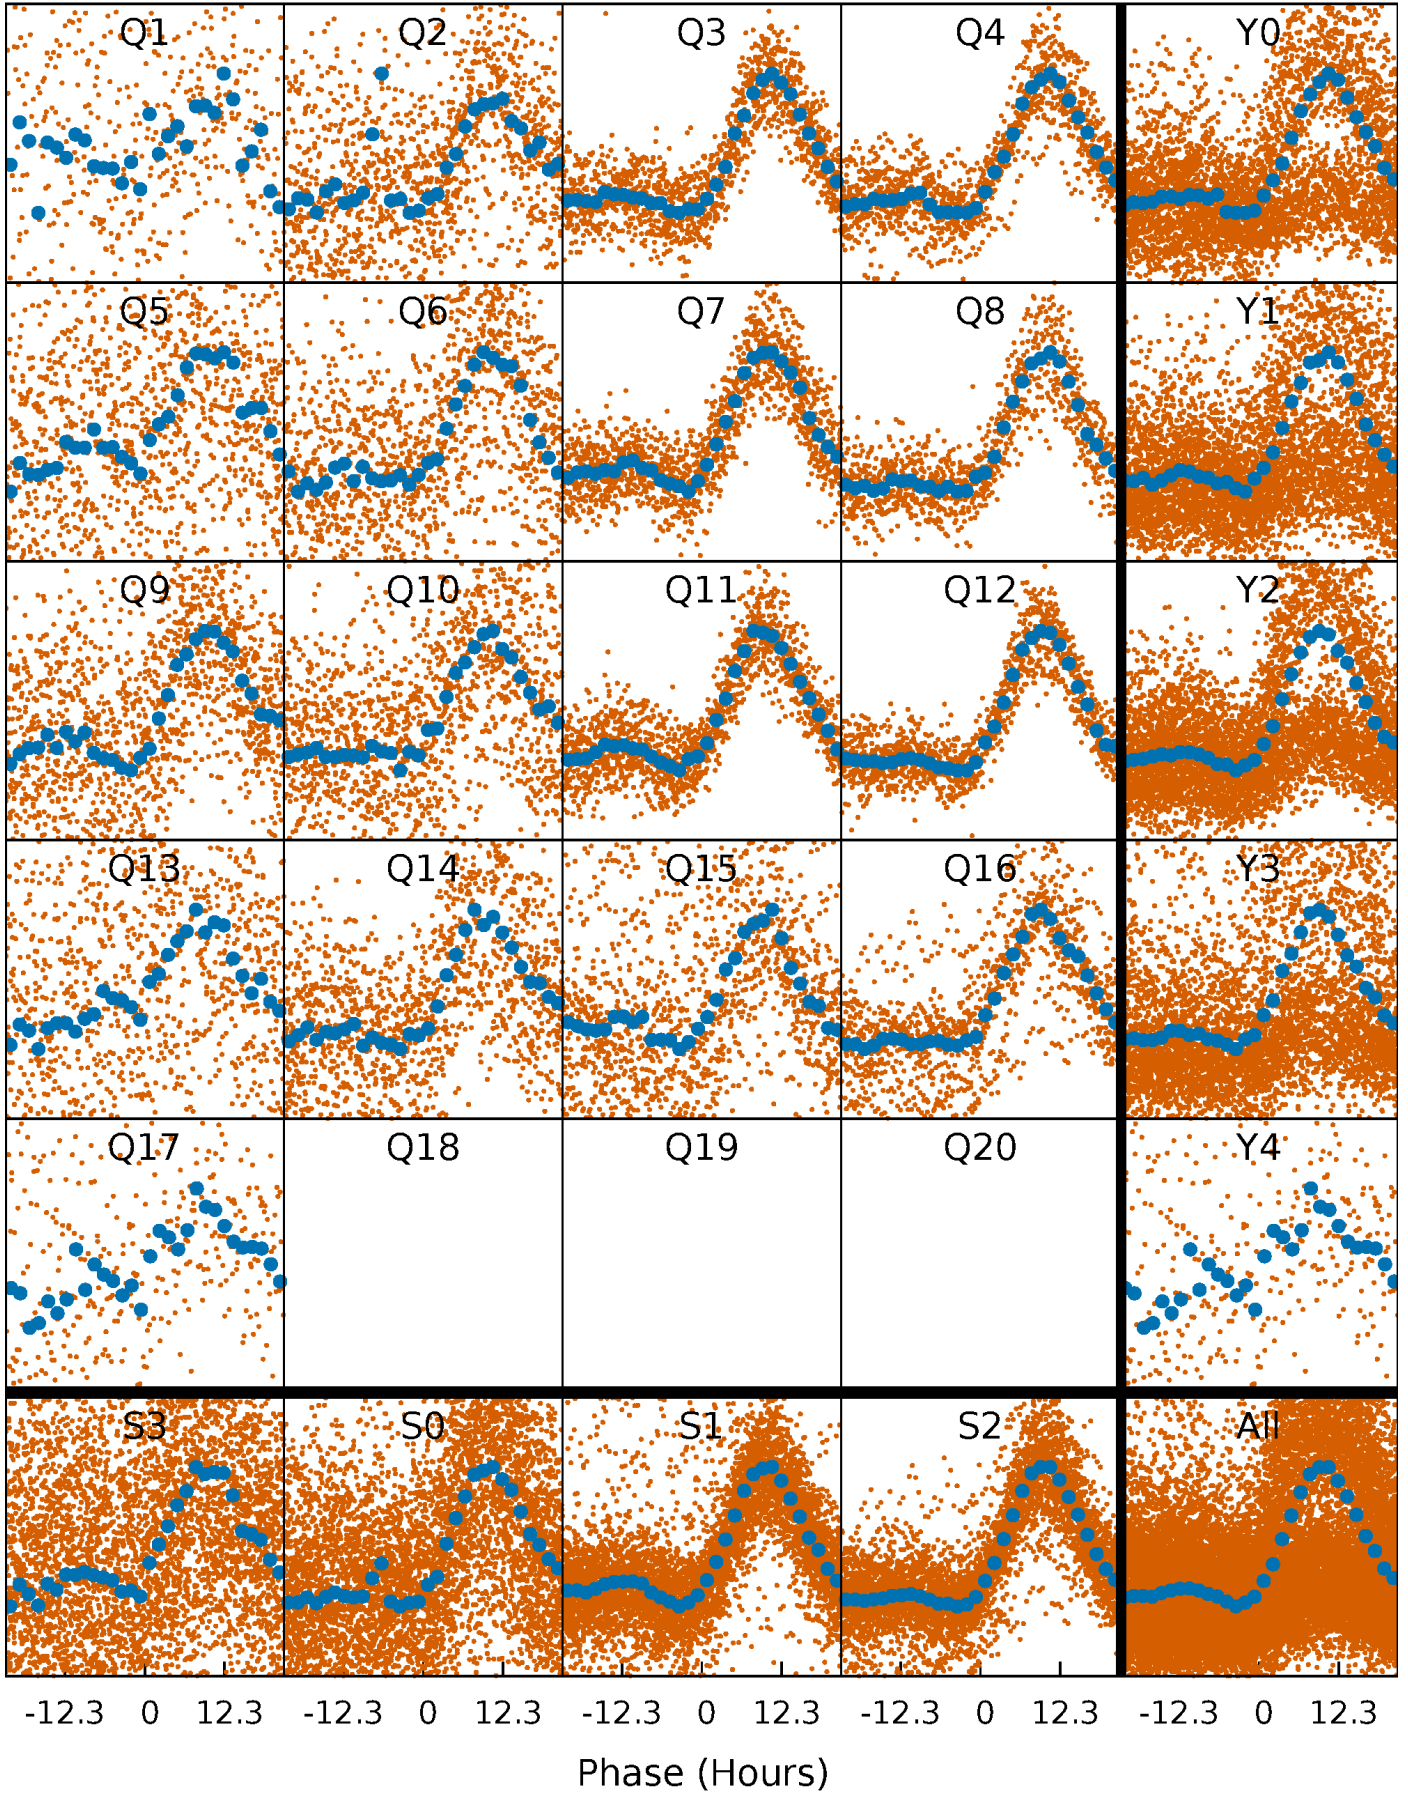 Q1 Q2 Q3 Q4 Y0
Q5 Q6 Q7 Q8 Y1
Q9 Q10 Q11 Q12 Y2
Q13 Q14 Q15 Q16 Y3
Q17 Q18 Q19 Q20 Y4
S3 S0 S1 S2 All
-12.3 0 12.3 -12.3 0 12.3 -12.3 0 12.3 -12.3 0 12.3 -12.3 0 12.3
Phase (Hours)